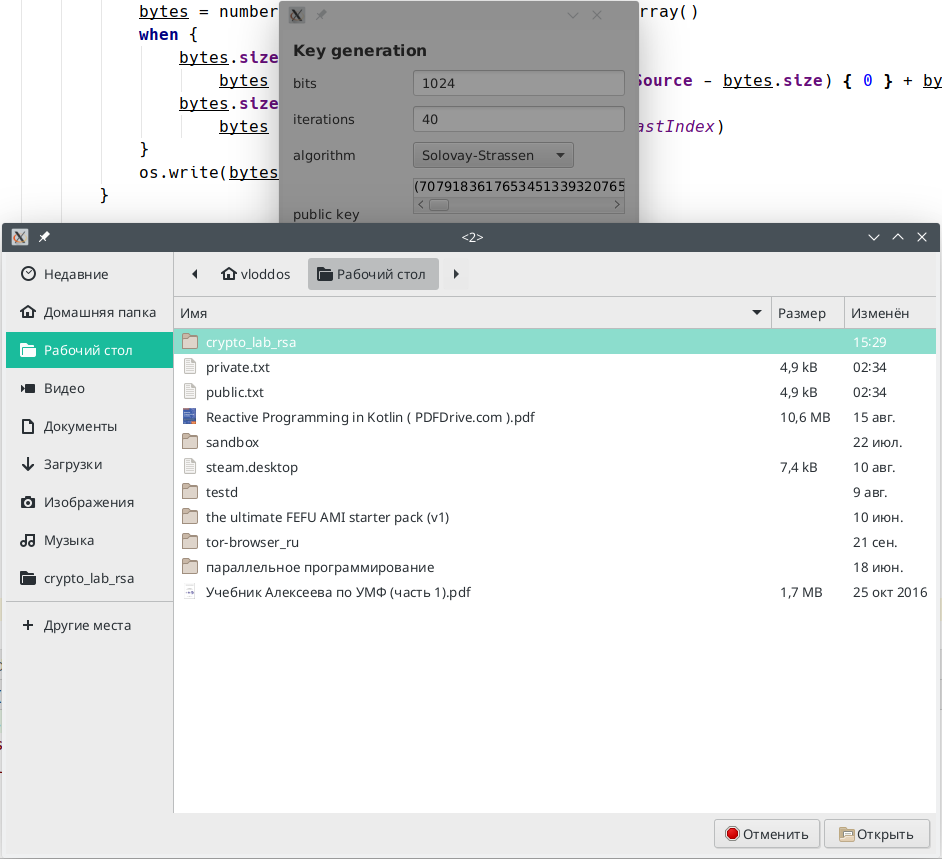 bytes = number
rray()
when {
bytes.size
bytes
Source - bytes.size) { 0 } + by
bytes.size
bytes
astIndex)
}
os.write(bytes
}
Key generation
bits 1024
iterations 40
algorithm Solovay-Strassen
(7079183617653451339320765
public key
<2>
Недавние
Домашняя папка
Рабочий стол
Видео
Документы
Загрузки
Изображения
Музыка
crypto_lab_rsa
Другие места
vloddos Рабочий стол
Имя Размер Изменён
crypto_lab_rsa 15:29
private.txt 4,9 kB 02:34
public.txt 4,9 kB 02:34
Reactive Programming in Kotlin ( PDFDrive.com ).pdf 10,6 MB 15 авг.
sandbox 22 июл.
steam.desktop 7,4 kB 10 авг.
testd 9 авг.
the ultimate FEFU AMI starter pack (v1) 10 июн.
tor-browser_ru 21 сен.
параллельное программирование 18 июн.
Учебник Алексеева по УМФ (часть 1).pdf 1,7 MB 25 окт 2016
Отменить Открыть